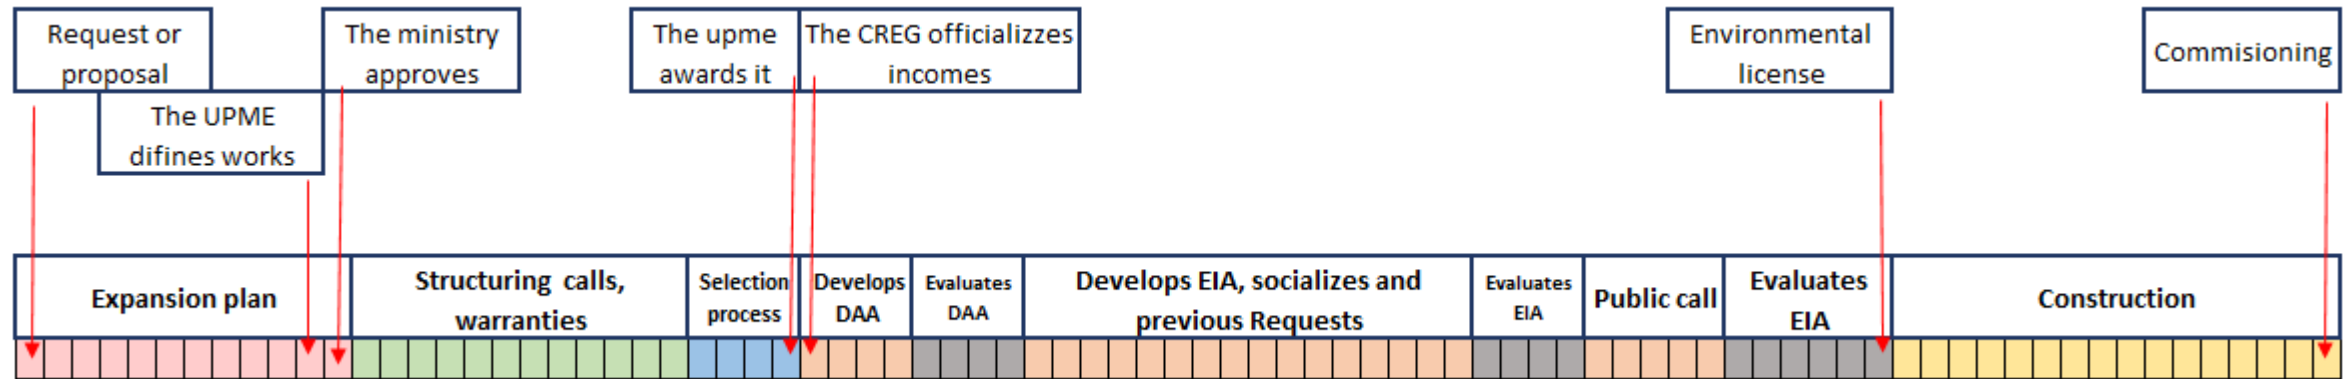 Request or
proposal
The ministry
approves
The upme
awards it
The CREG officializzes
incomes
Environmental
license
Commisioning
The UPME
difines works
Expansion plan
Structuring calls,
warranties
Selection
process
Develops
DAA
Evaluates
DAA
Develops EIA, socializes and
previous Requests
Evaluates
EIA
Public call
Evaluates
EIA
Construction